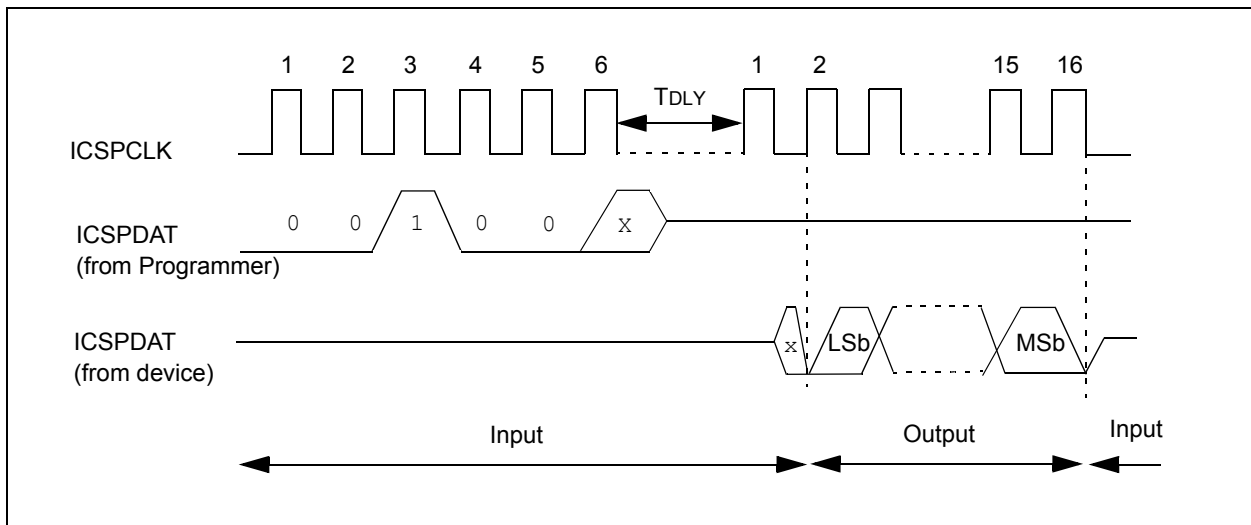 1 2 3 4 5 6 1 2 15 16
TDLY
ICSPCLK
0 0 1 0 0 x
ICSPDAT
(from Programmer)
ICSPDAT
(from device)
x LSb MSb
Input Output Input